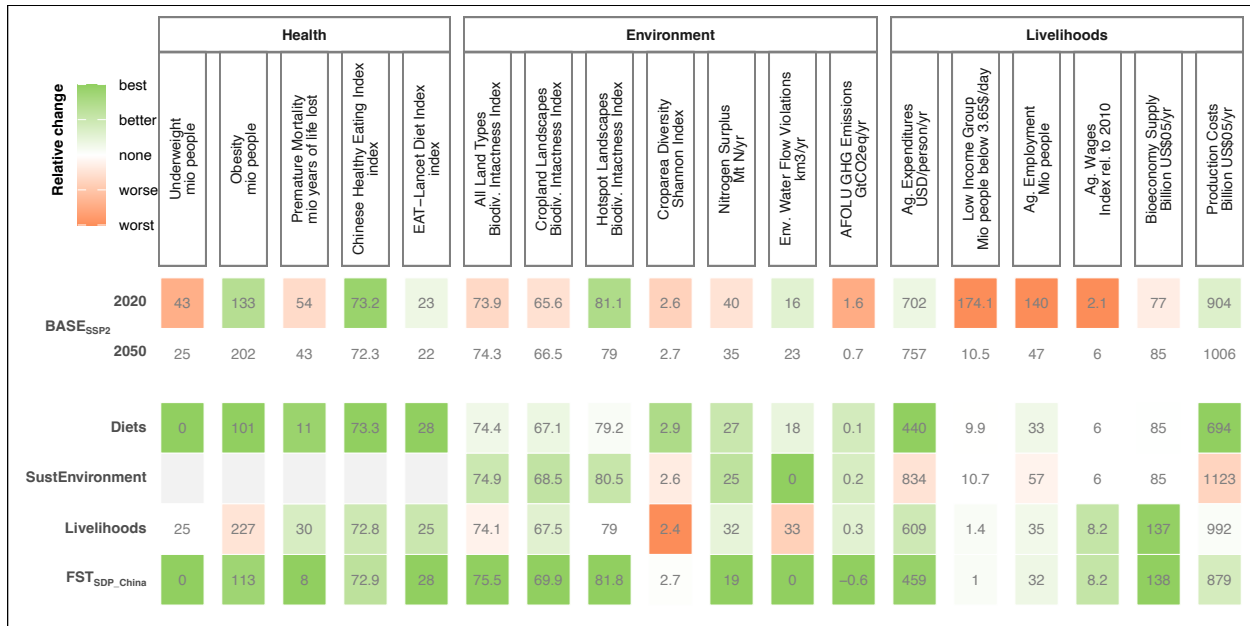 Health
Environment
Livelihoods
Relative change
best
better
none
worse
worst
Underweight
mio people
Obesity
mio people
Premature Mortality
mio years of life lost
Chinese Healthy Eating Index
index
EAT−Lancet Diet Index
index
All Land Types
Biodiv. Intactness Index
Cropland Landscapes
Biodiv. Intactness Index
Hotspot Landscapes
Biodiv. Intactness Index
Croparea Diversity
Shannon Index
Nitrogen Surplus
Mt N/yr
Env. Water Flow Violations
km3/yr
AFOLU GHG Emissions
GtCO2eq/yr
Ag. Expenditures
USD/person/yr
Low Income Group
Mio people below 3.65$/day
Ag. Employment
Mio people
Ag. Wages
Index rel. to 2010
Bioeconomy Supply
Billion US$05/yr
Production Costs
Billion US$05/yr
BASE SSP2
2020 43 133 54 73.2 23 73.9 65.6 81.1 2.6 40 16 1.6 702 174.1 140 2.1 77 904
2050 25 202 43 72.3 22 74.3 66.5 79 2.7 35 23 0.7 757 10.5 47 6 85 1006
Diets 0 101 11 73.3 28 74.4 67.1 79.2 2.9 27 18 0.1 440 9.9 33 6 85 694
SustEnvironment 74.9 68.5 80.5 2.6 25 0 0.2 834 10.7 57 6 85 1123
Livelihoods 25 227 30 72.8 25 74.1 67.5 79 2.4 32 33 0.3 609 1.4 35 8.2 137 992
FST SDP_China 0 113 8 72.9 28 75.5 69.9 81.8 2.7 19 0 −0.6 459 1 32 8.2 138 879